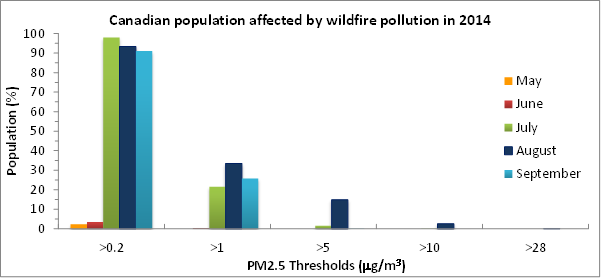 Canadian population affected by wildfire pollution in 2014
Population (%)
100
90
80
70
60
50
40
30
20
10
0
>0.2 >1 >5 >10 >28
PM2.5 Thresholds (µg/m³)
May
June
July
August
September